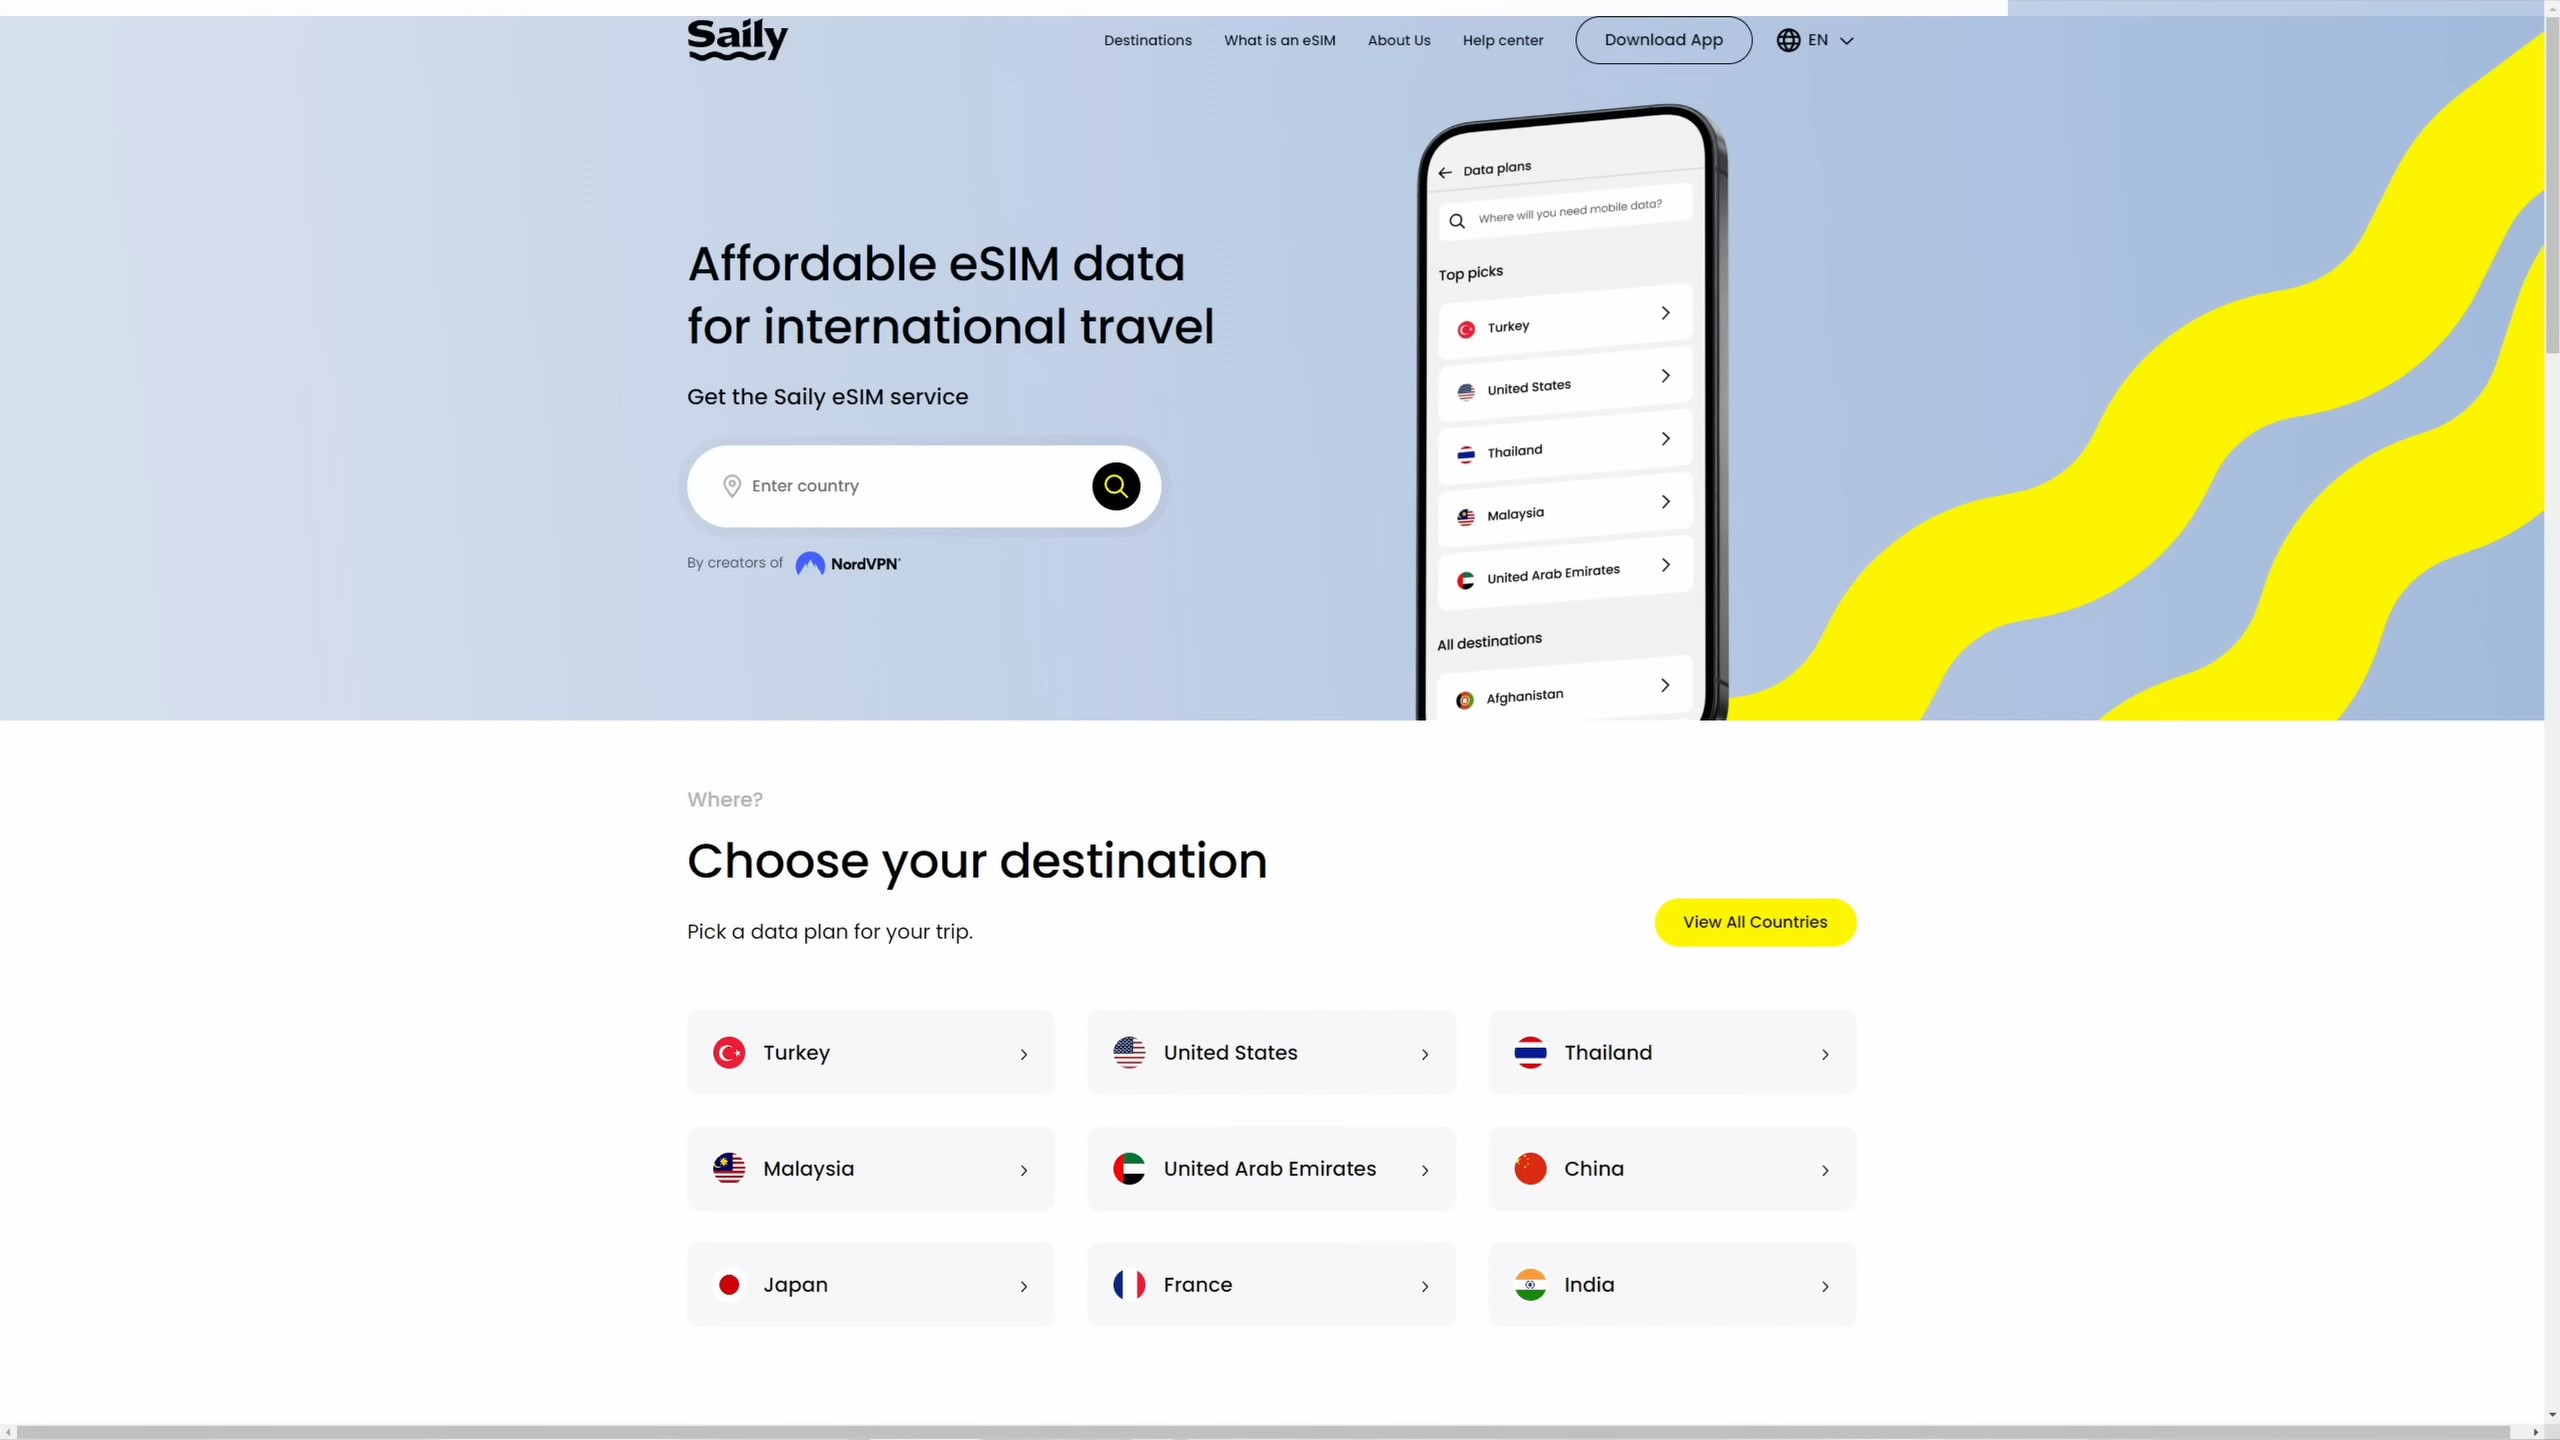 Saily
Destinations
What is an eSIM
About Us
Help center
Download App
EN
Affordable eSIM data
for international travel
Get the Saily eSIM service
Enter country
By creators of
NordVPN®
Data plans
Where will you need mobile data?
Top picks
Turkey
United States
Thailand
Malaysia
United Arab Emirates
All destinations
Afghanistan
Where?
Choose your destination
Pick a data plan for your trip.
View All Countries
Turkey
United States
Thailand
Malaysia
United Arab Emirates
China
Japan
France
India